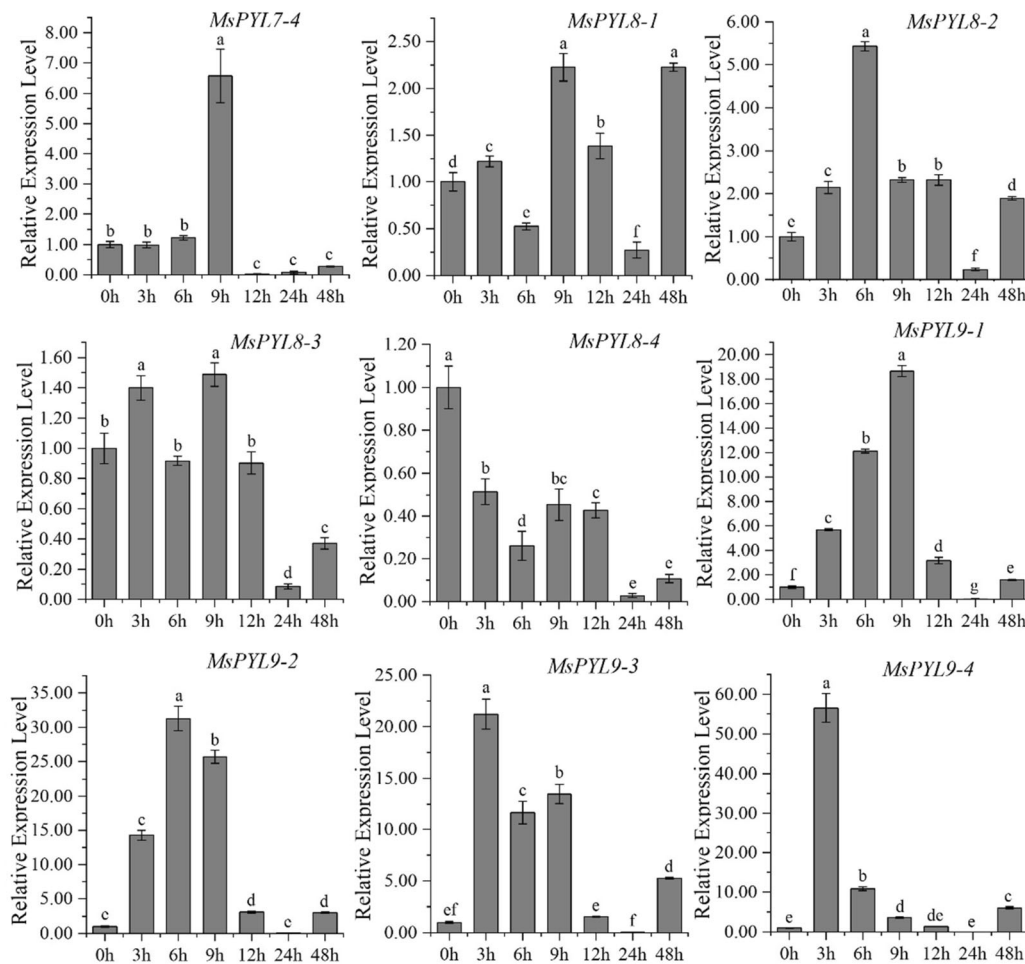 MsPYL7-4
Relative Expression Level
8.00
7.00
6.00
5.00
4.00
3.00
2.00
1.00
0.00
b b b a c c c
0h 3h 6h 9h 12h 24h 48h
MsPYL8-1
Relative Expression Level
2.50
2.00
1.50
1.00
0.50
0.00
d c e a b f a
0h 3h 6h 9h 12h 24h 48h
MsPYL8-2
Relative Expression Level
6.00
5.00
4.00
3.00
2.00
1.00
0.00
e c a b b f d
0h 3h 6h 9h 12h 24h 48h
MsPYL8-3
Relative Expression Level
1.60
1.40
1.20
1.00
0.80
0.60
0.40
0.20
0.00
b a b a b d c
0h 3h 6h 9h 12h 24h 48h
MsPYL8-4
Relative Expression Level
1.20
1.00
0.80
0.60
0.40
0.20
0.00
a b d bc c e e
0h 3h 6h 9h 12h 24h 48h
MsPYL9-1
Relative Expression Level
20.00
18.00
16.00
14.00
12.00
10.00
8.00
6.00
4.00
2.00
0.00
f c b a d g e
0h 3h 6h 9h 12h 24h 48h
MsPYL9-2
Relative Expression Level
35.00
30.00
25.00
20.00
15.00
10.00
5.00
0.00
e c a b d e d
0h 3h 6h 9h 12h 24h 48h
MsPYL9-3
Relative Expression Level
25.00
20.00
15.00
10.00
5.00
0.00
ef a c b e f d
0h 3h 6h 9h 12h 24h 48h
MsPYL9-4
Relative Expression Level
60.00
50.00
40.00
30.00
20.00
10.00
0.00
e a b d de e c
0h 3h 6h 9h 12h 24h 48h